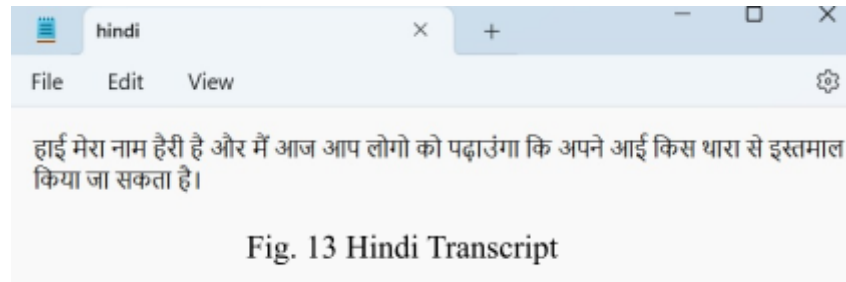 hindi
File Edit View
हाई मेरा नाम हैरी है और मैं आज आप लोगो को पढ़ाउंगा कि अपने आई किस थारा से इस्तमाल
किया जा सकता है।
Fig. 13 Hindi Transcript